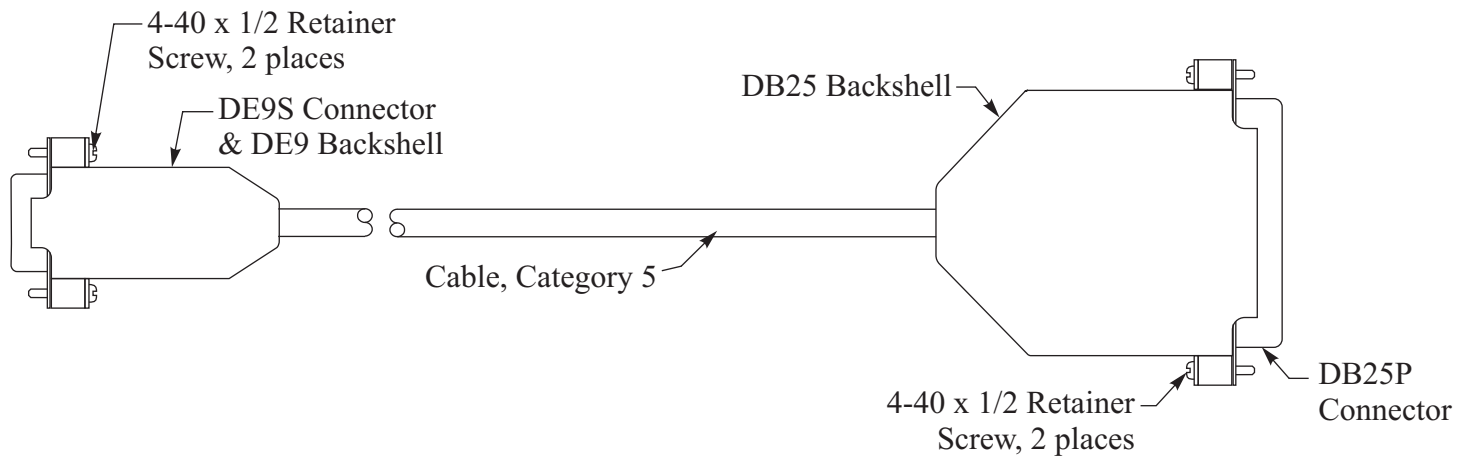 4-40 x 1/2 Retainer
Screw, 2 places
DE9S Connector
& DE9 Backshell
DB25 Backshell
Cable, Category 5
4-40 x 1/2 Retainer
Screw, 2 places
DB25P
Connector